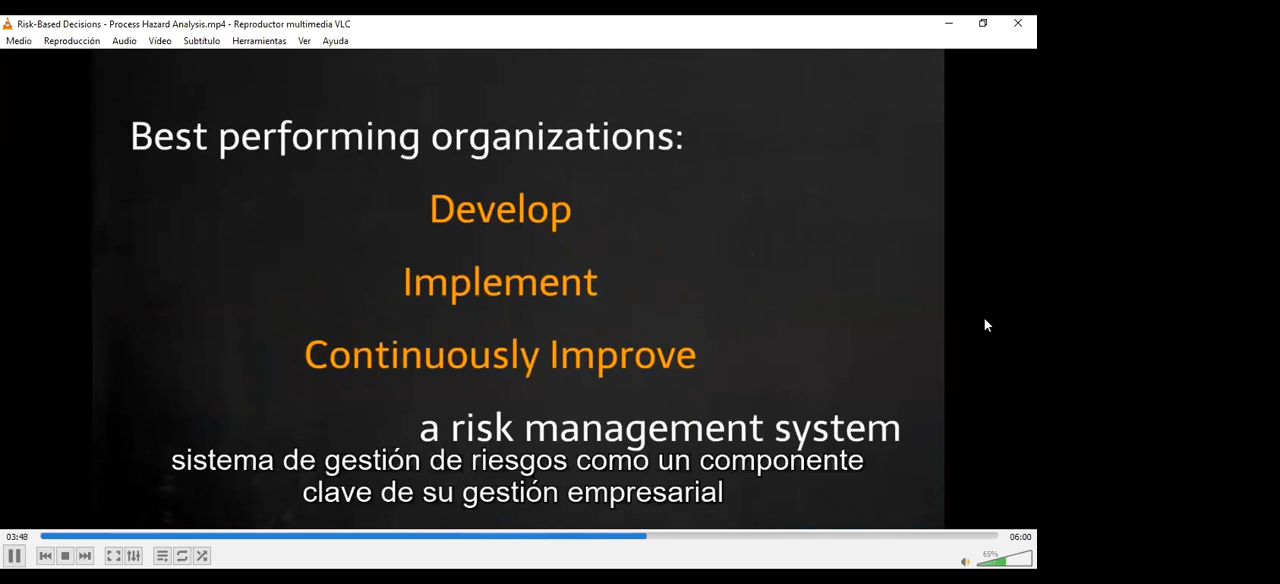 Risk-Based Decisions - Process Hazard Analysis.mp4 - Reproductor multimedia VLC
Medio Reproducción Audio Vídeo Subtítulo Herramientas Ver Ayuda
Best performing organizations:
Develop
Implement
Continuously Improve
a risk management system
sistema de gestión de riesgos como un componente
clave de su gestión empresarial
03:48 06:00
65%